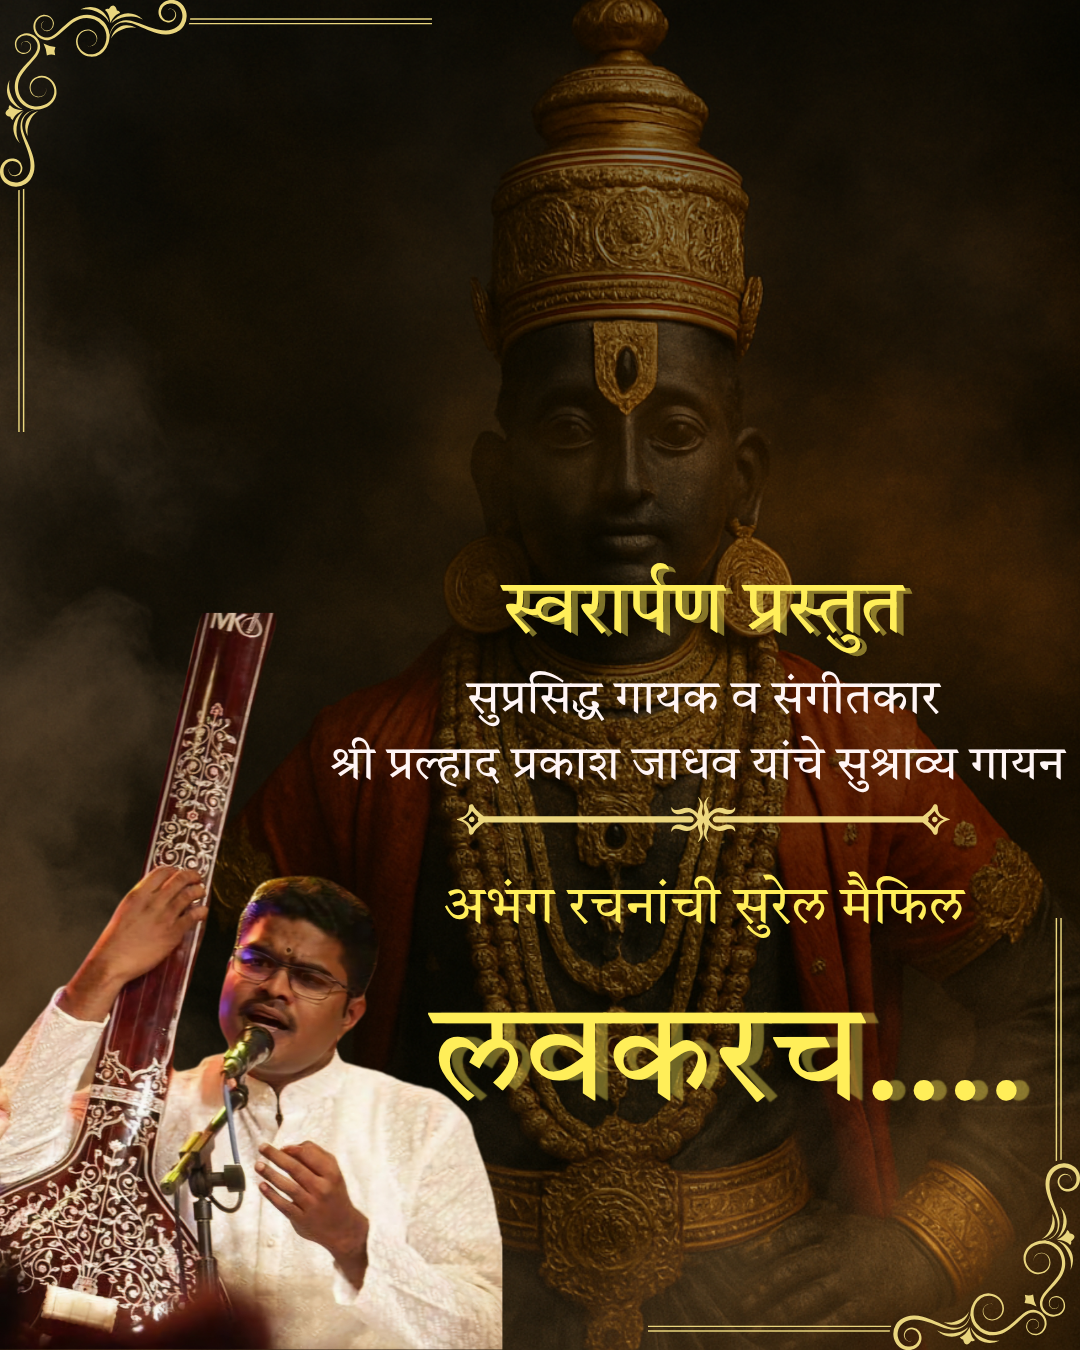 स्वरार्पण प्रस्तुत
सुप्रसिद्ध गायक व संगीतकार
श्री प्रल्हाद प्रकाश जाधव यांचे सुश्राव्य गायन
अभंग रचनांची सुरेल मैफिल
लवकरच....